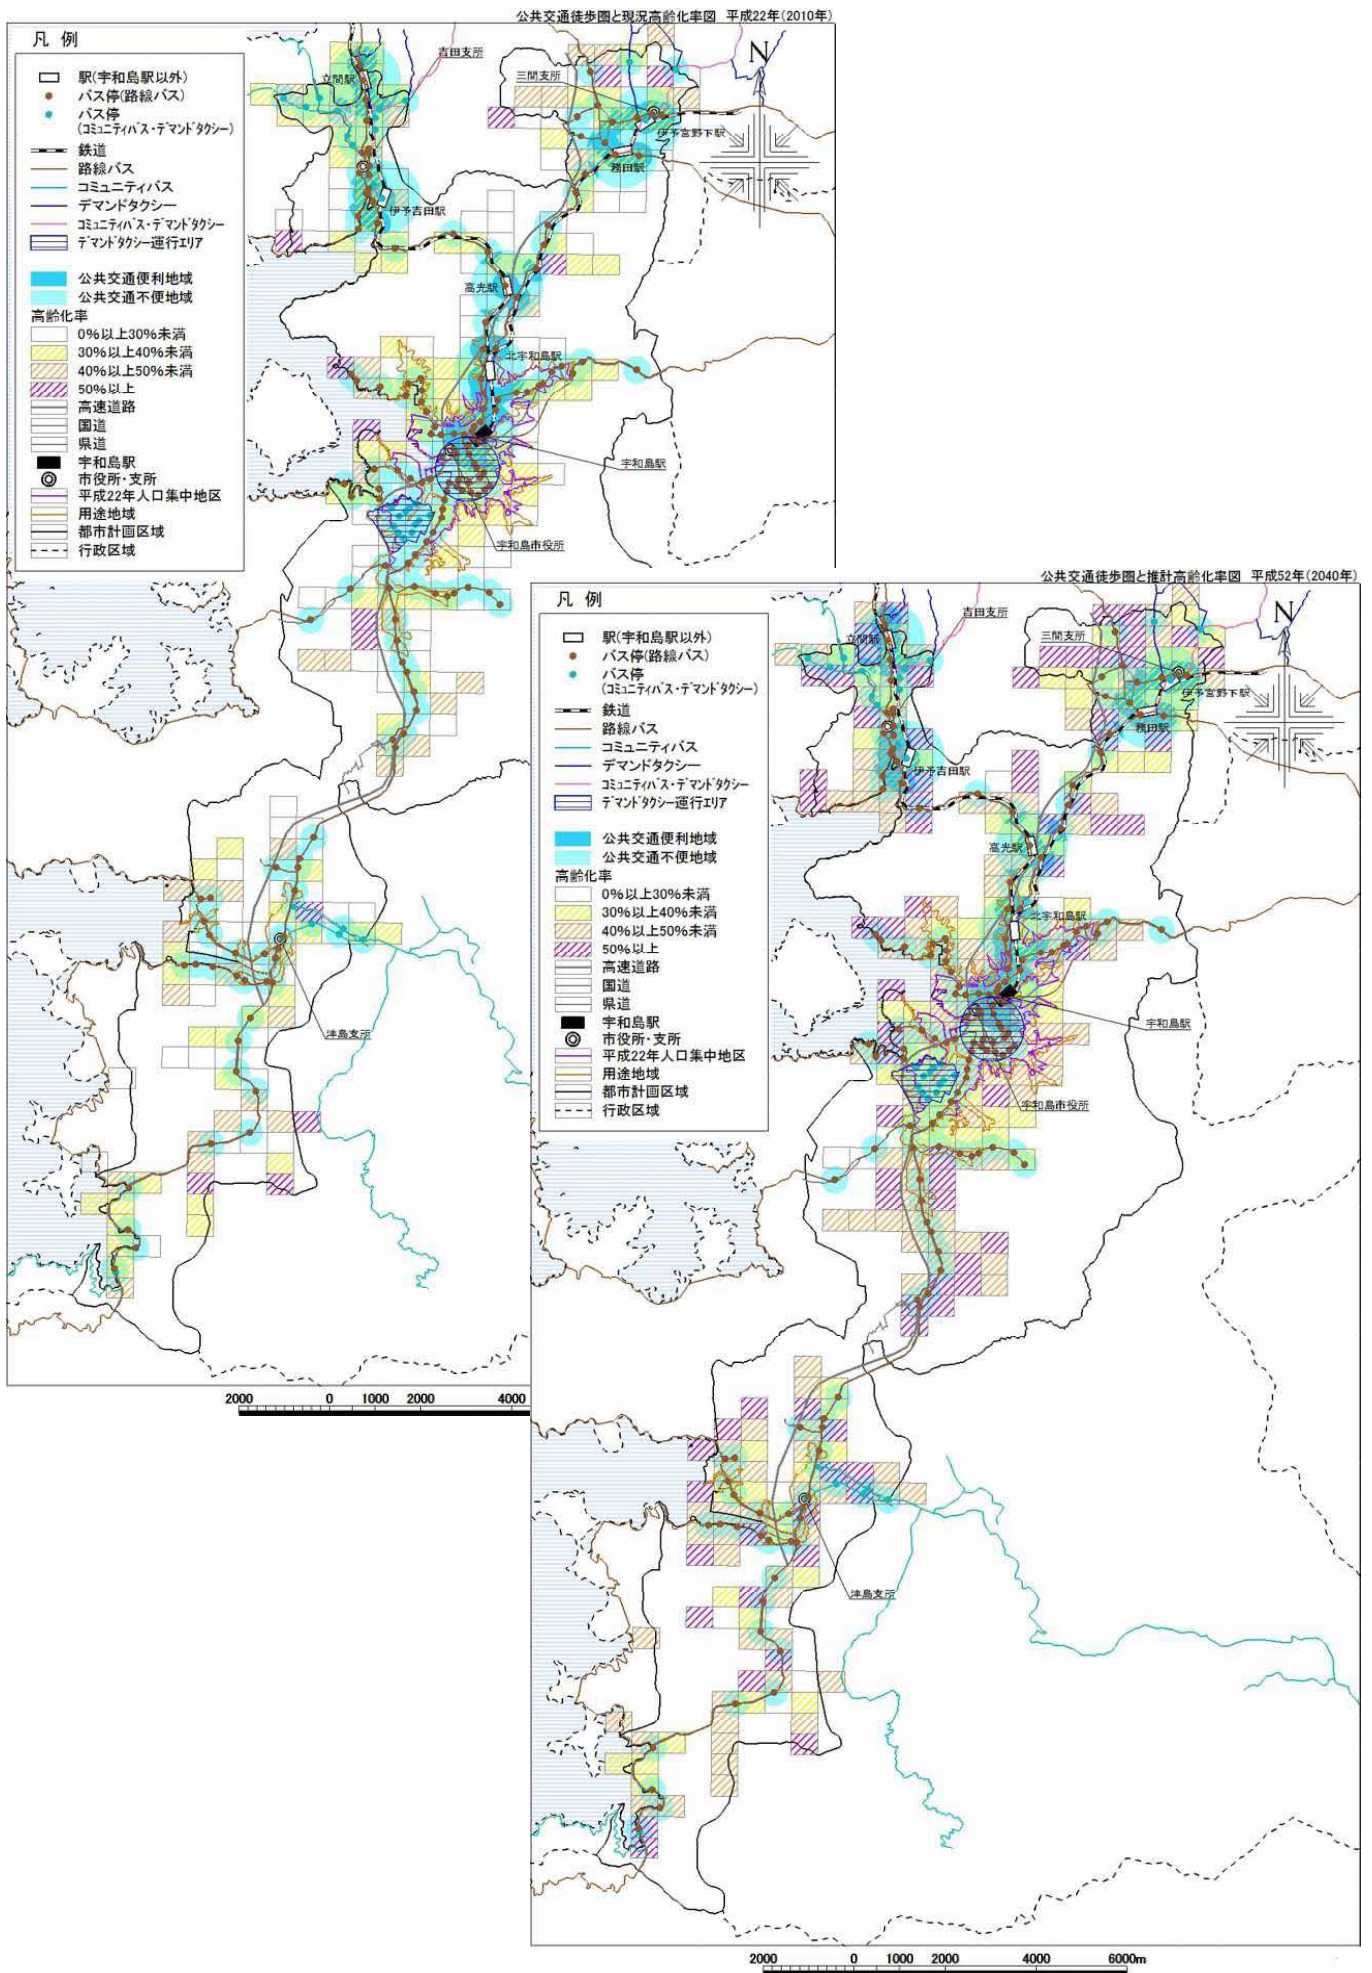 公共交通徒歩圏と現況高齢化率図 平成22年(2010年)
凡 例
駅(宇和島駅以外)
バス停(路線バス)
バス停
(コミュニティバス・デマンドタクシー)
鉄道
路線バス
コミュニティバス
デマンドタクシー
コミュニティバス・デマンドタクシー
デマンドタクシー運行エリア
公共交通便利地域
公共交通不便地域
高齢化率
0%以上30%未満
30%以上40%未満
40%以上50%未満
50%以上
高速道路
国道
県道
宇和島駅
市役所・支所
平成22年人口集中地区
用途地域
都市計画区域
行政区域
吉田支所
立間駅
三間支所
N
伊予宮野下駅
務田駅
伊予吉田駅
高光駅
北宇和島駅
宇和島駅
宇和島市役所
津島支所
2000 0 1000 2000 4000
公共交通徒歩圏と推計高齢化率図 平成52年(2040年)
凡 例
駅(宇和島駅以外)
バス停(路線バス)
バス停
(コミュニティバス・デマンドタクシー)
鉄道
路線バス
コミュニティバス
デマンドタクシー
コミュニティバス・デマンドタクシー
デマンドタクシー運行エリア
公共交通便利地域
公共交通不便地域
高齢化率
0%以上30%未満
30%以上40%未満
40%以上50%未満
50%以上
高速道路
国道
県道
宇和島駅
市役所・支所
平成22年人口集中地区
用途地域
都市計画区域
行政区域
吉田支所
立間駅
三間支所
N
伊予宮野下駅
務田駅
伊予吉田駅
高光駅
北宇和島駅
宇和島駅
宇和島市役所
津島支所
2000 0 1000 2000 4000 6000m